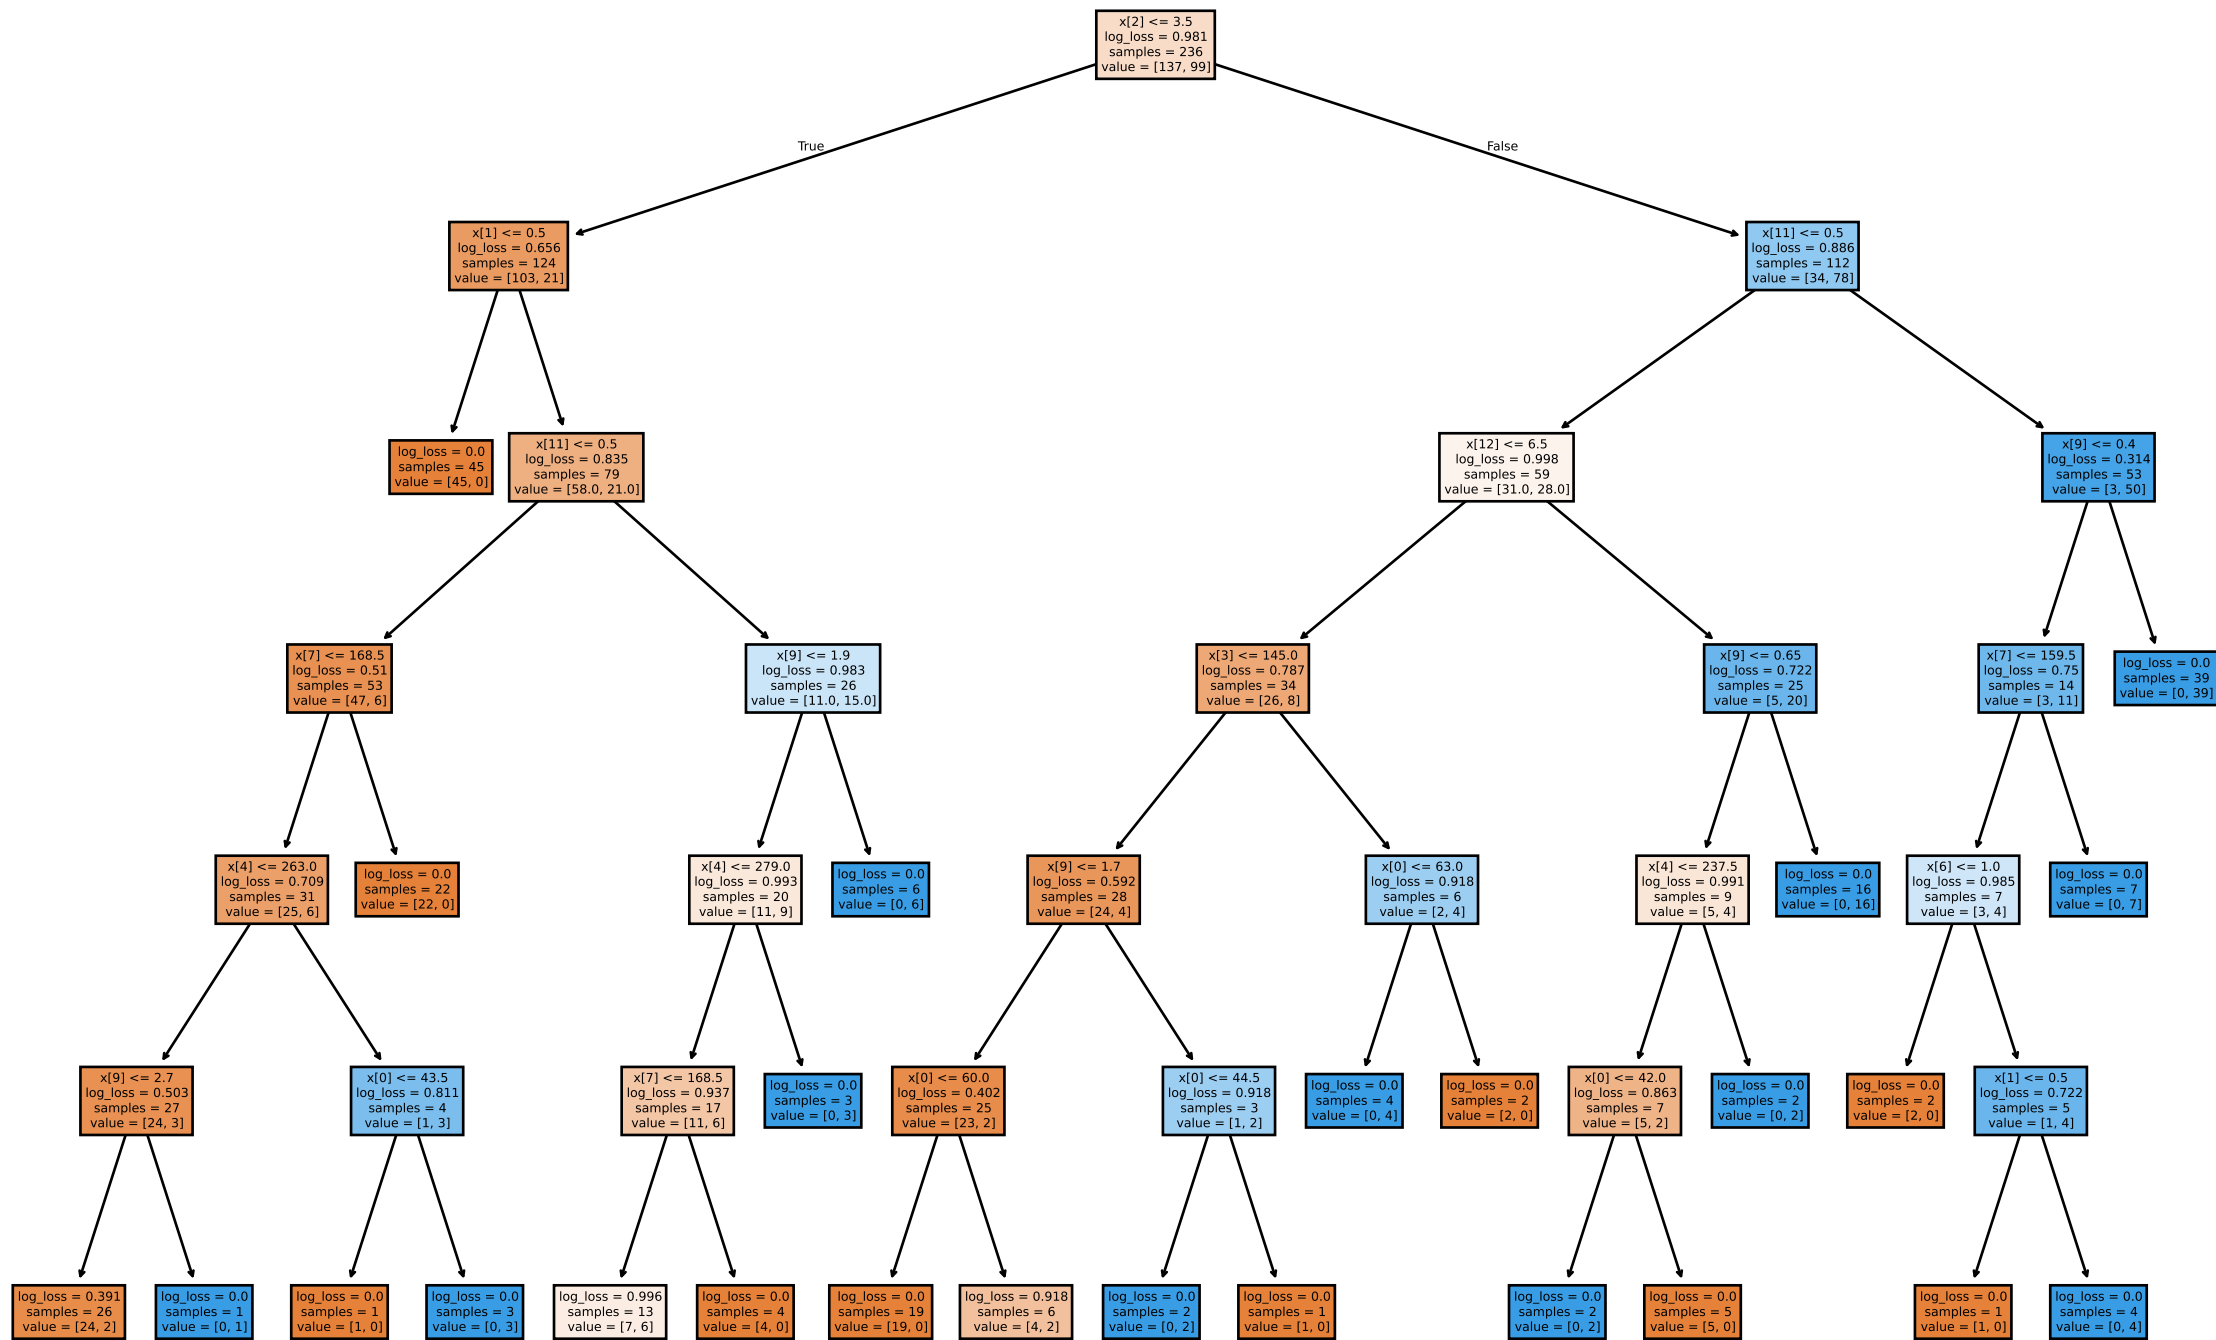 x[2] <= 3.5
log_loss = 0.981
samples = 236
value = [137, 99]
True
False
x[1] <= 0.5
log_loss = 0.656
samples = 124
value = [103, 21]
x[11] <= 0.5
log_loss = 0.886
samples = 112
value = [34, 78]
log_loss = 0.0
samples = 45
value = [45, 0]
x[11] <= 0.5
log_loss = 0.835
samples = 79
value = [58.0, 21.0]
x[12] <= 6.5
log_loss = 0.998
samples = 59
value = [31.0, 28.0]
x[9] <= 0.4
log_loss = 0.314
samples = 53
value = [3, 50]
x[7] <= 168.5
log_loss = 0.51
samples = 53
value = [47, 6]
x[9] <= 1.9
log_loss = 0.983
samples = 26
value = [11.0, 15.0]
x[3] <= 145.0
log_loss = 0.787
samples = 34
value = [26, 8]
x[9] <= 0.65
log_loss = 0.722
samples = 25
value = [5, 20]
x[7] <= 159.5
log_loss = 0.75
samples = 14
value = [3, 11]
log_loss = 0.0
samples = 39
value = [0, 39]
x[4] <= 263.0
log_loss = 0.709
samples = 31
value = [25, 6]
log_loss = 0.0
samples = 22
value = [22, 0]
x[4] <= 279.0
log_loss = 0.993
samples = 20
value = [11, 9]
log_loss = 0.0
samples = 6
value = [0, 6]
x[9] <= 1.7
log_loss = 0.592
samples = 28
value = [24, 4]
x[0] <= 63.0
log_loss = 0.918
samples = 6
value = [2, 4]
x[4] <= 237.5
log_loss = 0.991
samples = 9
value = [5, 4]
log_loss = 0.0
samples = 16
value = [0, 16]
x[6] <= 1.0
log_loss = 0.985
samples = 7
value = [3, 4]
log_loss = 0.0
samples = 7
value = [0, 7]
x[9] <= 2.7
log_loss = 0.503
samples = 27
value = [24, 3]
x[0] <= 43.5
log_loss = 0.811
samples = 4
value = [1, 3]
x[7] <= 168.5
log_loss = 0.937
samples = 17
value = [11, 6]
log_loss = 0.0
samples = 3
value = [0, 3]
x[0] <= 60.0
log_loss = 0.402
samples = 25
value = [23, 2]
x[0] <= 44.5
log_loss = 0.918
samples = 3
value = [1, 2]
log_loss = 0.0
samples = 4
value = [0, 4]
log_loss = 0.0
samples = 2
value = [2, 0]
x[0] <= 42.0
log_loss = 0.863
samples = 7
value = [5, 2]
log_loss = 0.0
samples = 2
value = [0, 2]
log_loss = 0.0
samples = 2
value = [2, 0]
x[1] <= 0.5
log_loss = 0.722
samples = 5
value = [1, 4]
log_loss = 0.391
samples = 26
value = [24, 2]
log_loss = 0.0
samples = 1
value = [0, 1]
log_loss = 0.0
samples = 1
value = [1, 0]
log_loss = 0.0
samples = 3
value = [0, 3]
log_loss = 0.996
samples = 13
value = [7, 6]
log_loss = 0.0
samples = 4
value = [4, 0]
log_loss = 0.0
samples = 19
value = [19, 0]
log_loss = 0.918
samples = 6
value = [4, 2]
log_loss = 0.0
samples = 2
value = [0, 2]
log_loss = 0.0
samples = 1
value = [1, 0]
log_loss = 0.0
samples = 2
value = [0, 2]
log_loss = 0.0
samples = 5
value = [5, 0]
log_loss = 0.0
samples = 1
value = [1, 0]
log_loss = 0.0
samples = 4
value = [0, 4]